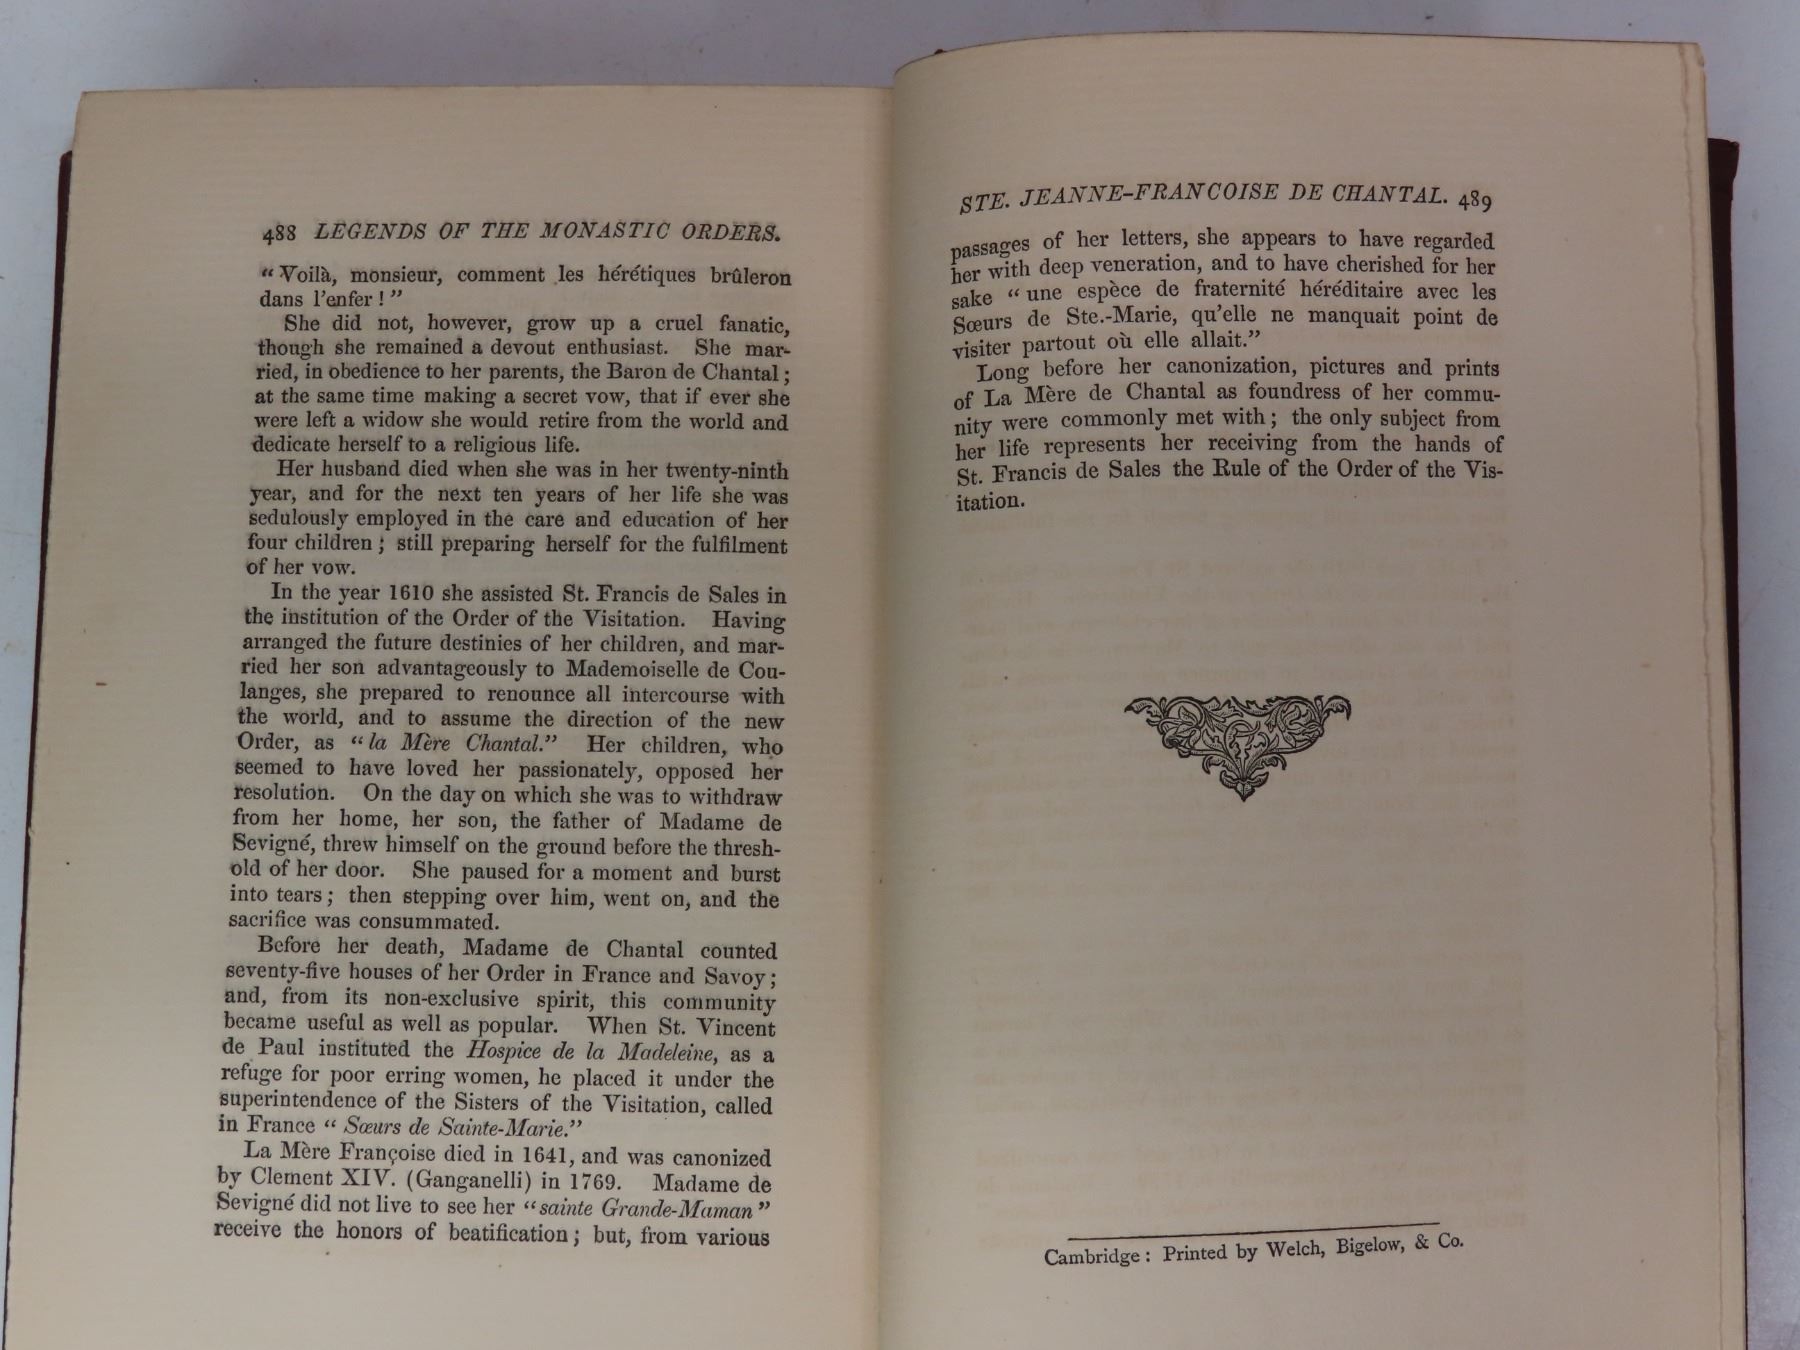 488 LEGENDS OF THE MONASTIC ORDERS.
“Voilà, monsieur, comment les hérétiques brûleron
dans l’enfer!”
She did not, however, grow up a cruel fanatic,
though she remained a devout enthusiast. She mar-
ried, in obedience to her parents, the Baron de Chantal;
at the same time making a secret vow, that if ever she
were left a widow she would retire from the world and
dedicate herself to a religious life.
Her husband died when she was in her twenty-ninth
year, and for the next ten years of her life she was
sedulously employed in the care and education of her
four children; still preparing herself for the fulfilment
of her vow.
In the year 1610 she assisted St. Francis de Sales in
the institution of the Order of the Visitation. Having
arranged the future destinies of her children, and mar-
ried her son advantageously to Mademoiselle de Cou-
langes, she prepared to renounce all intercourse with
the world, and to assume the direction of the new
Order, as “la Mère Chantal.” Her children, who
seemed to have loved her passionately, opposed her
resolution. On the day on which she was to withdraw
from her home, her son, the father of Madame de
Sevigné, threw himself on the ground before the thresh-
old of her door. She paused for a moment and burst
into tears; then stepping over him, went on, and the
sacrifice was consummated.
Before her death, Madame de Chantal counted
seventy-five houses of her Order in France and Savoy;
and, from its non-exclusive spirit, this community
became useful as well as popular. When St. Vincent
de Paul instituted the Hospice de la Madeleine, as a
refuge for poor erring women, he placed it under the
superintendence of the Sisters of the Visitation, called
in France “Sœurs de Sainte-Marie.”
La Mère Françoise died in 1641, and was canonized
by Clement XIV. (Ganganelli) in 1769. Madame de
Sevigné did not live to see her “sainte Grande-Maman”
receive the honors of beatification; but, from various
STE. JEANNE-FRANCOISE DE CHANTAL. 489
passages of her letters, she appears to have regarded
her with deep veneration, and to have cherished for her
sake “une espèce de fraternité héréditaire avec les
Sœurs de Ste.-Marie, qu’elle ne manquait point de
visiter partout où elle allait.”
Long before her canonization, pictures and prints
of La Mère de Chantal as foundress of her commu-
nity were commonly met with; the only subject from
her life represents her receiving from the hands of
St. Francis de Sales the Rule of the Order of the Vis-
itation.
Cambridge: Printed by Welch, Bigelow, & Co.